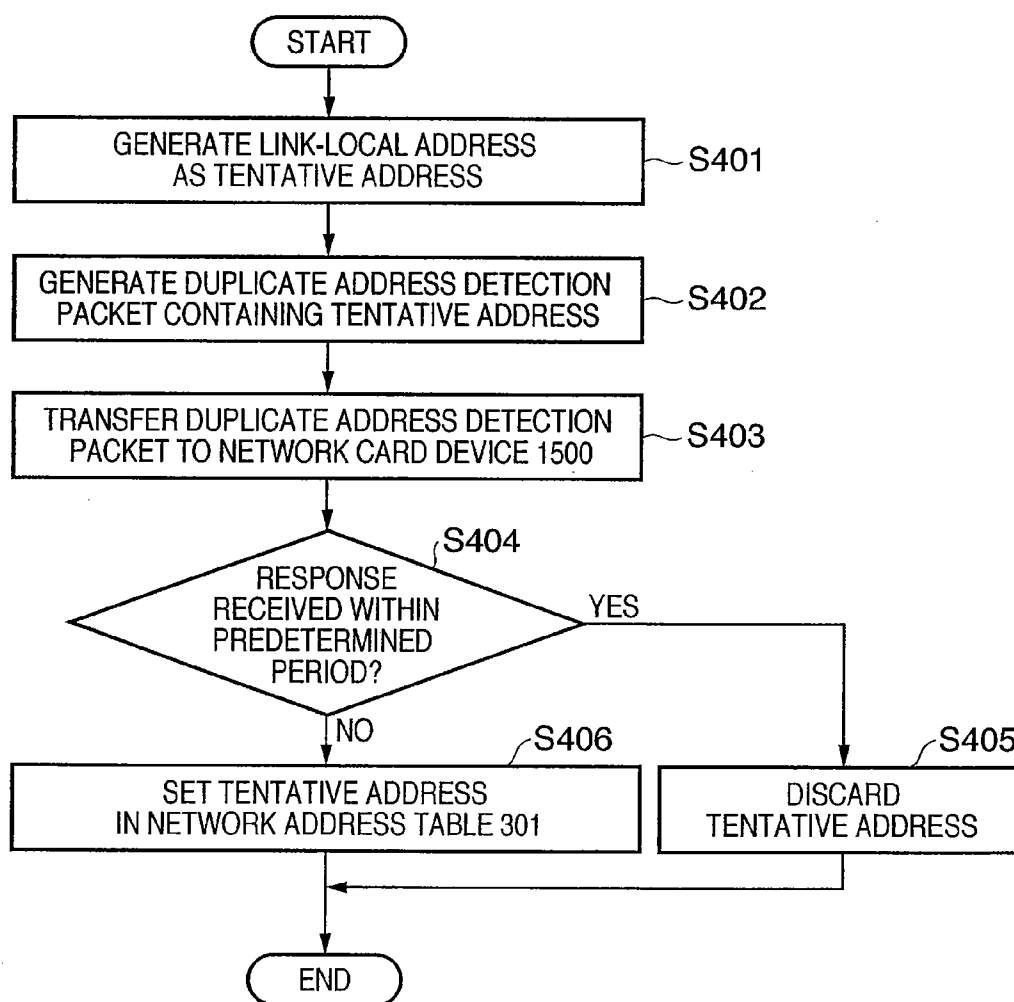 START
GENERATE LINK-LOCAL ADDRESS
AS TENTATIVE ADDRESS
S401
GENERATE DUPLICATE ADDRESS DETECTION
PACKET CONTAINING TENTATIVE ADDRESS
S402
TRANSFER DUPLICATE ADDRESS DETECTION
PACKET TO NETWORK CARD DEVICE 1500
S403
S404
RESPONSE
RECEIVED WITHIN
PREDETERMINED
PERIOD?
YES
NO
S406
SET TENTATIVE ADDRESS
IN NETWORK ADDRESS TABLE 301
S405
DISCARD
TENTATIVE ADDRESS
END